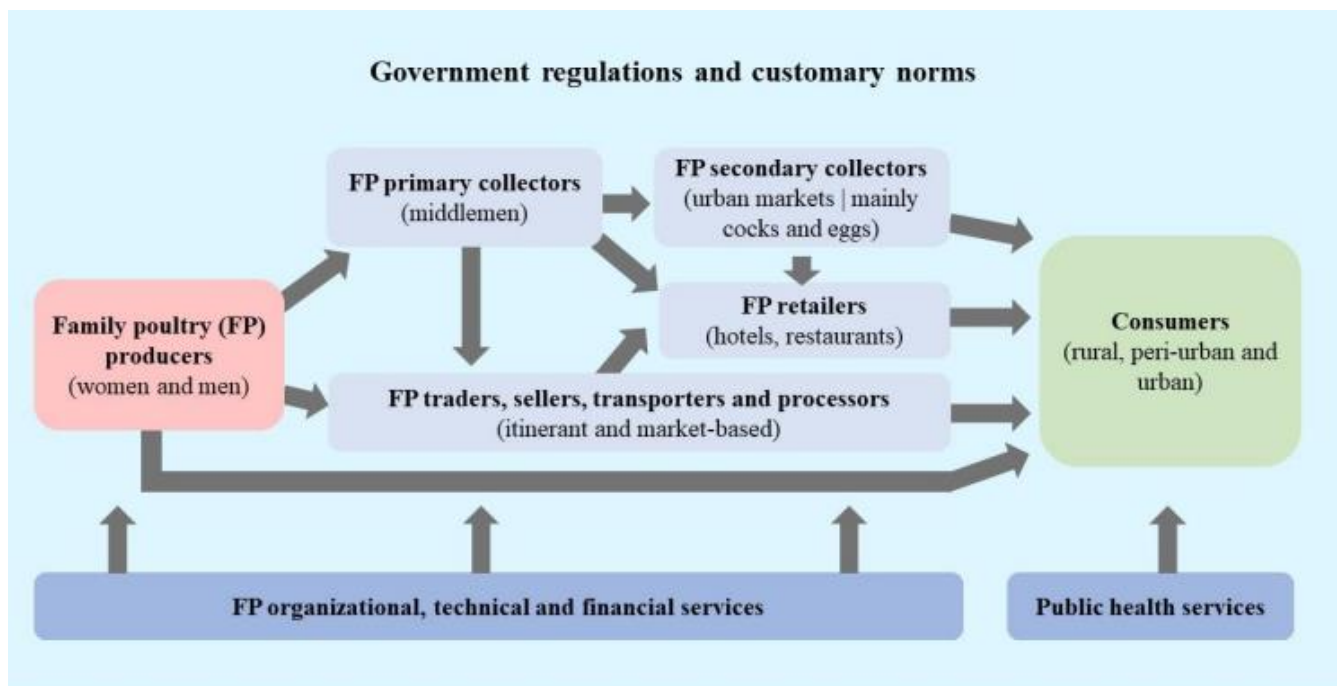 Government regulations and customary norms
FP primary collectors
(middlemen)
FP secondary collectors
(urban markets | mainly
cocks and eggs)
Family poultry (FP)
producers
(women and men)
FP retailers
(hotels, restaurants)
Consumers
(rural, peri-urban and
urban)
FP traders, sellers, transporters and processors
(itinerant and market-based)
FP organizational, technical and financial services
Public health services